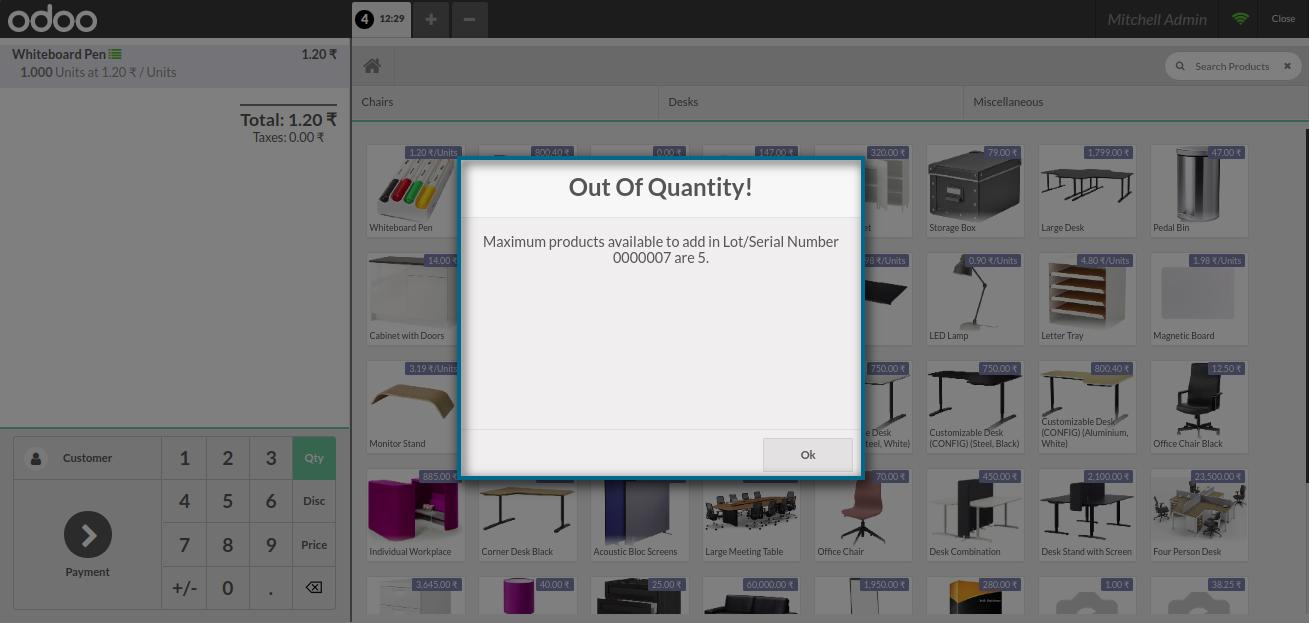 odoo
4 12:29
+
−
Mitchell Admin
Close
Whiteboard Pen 1.20 ₹
1.000 Units at 1.20 ₹ / Units
Total: 1.20 ₹
Taxes: 0.00 ₹
Search Products ✖
Chairs
Desks
Miscellaneous
1.20 ₹/Units
Whiteboard Pen
800.40 ₹
0.00 ₹
147.00 ₹
320.00 ₹
79.00 ₹
Storage Box
1,799.00 ₹
Large Desk
47.00 ₹
Pedal Bin
Out Of Quantity!
Maximum products available to add in Lot/Serial Number
0000007 are 5.
Ok
14.00 ₹
Cabinet with Doors
98 ₹/Units
0.90 ₹/Units
LED Lamp
4.80 ₹/Units
Letter Tray
1.98 ₹/Units
Magnetic Board
3.19 ₹/Units
Monitor Stand
750.00 ₹
e Desk
teel, White)
750.00 ₹
Customizable Desk
(CONFIG) (Steel, Black)
800.40 ₹
Customizable Desk
(CONFIG) (Aluminium,
White)
12.50 ₹
Office Chair Black
885.00 ₹
Individual Workplace
Corner Desk Black
Acoustic Bloc Screens
Large Meeting Table
70.00 ₹
Office Chair
450.00 ₹
Desk Combination
2,100.00 ₹
Desk Stand with Screen
23,500.00 ₹
Four Person Desk
3,645.00 ₹
40.00 ₹
25.00 ₹
60,000.00 ₹
1,950.00 ₹
280.00 ₹
1.00 ₹
38.25 ₹
Customer
1 2 3 Qty
4 5 6 Disc
7 8 9 Price
+/- 0 .
Payment